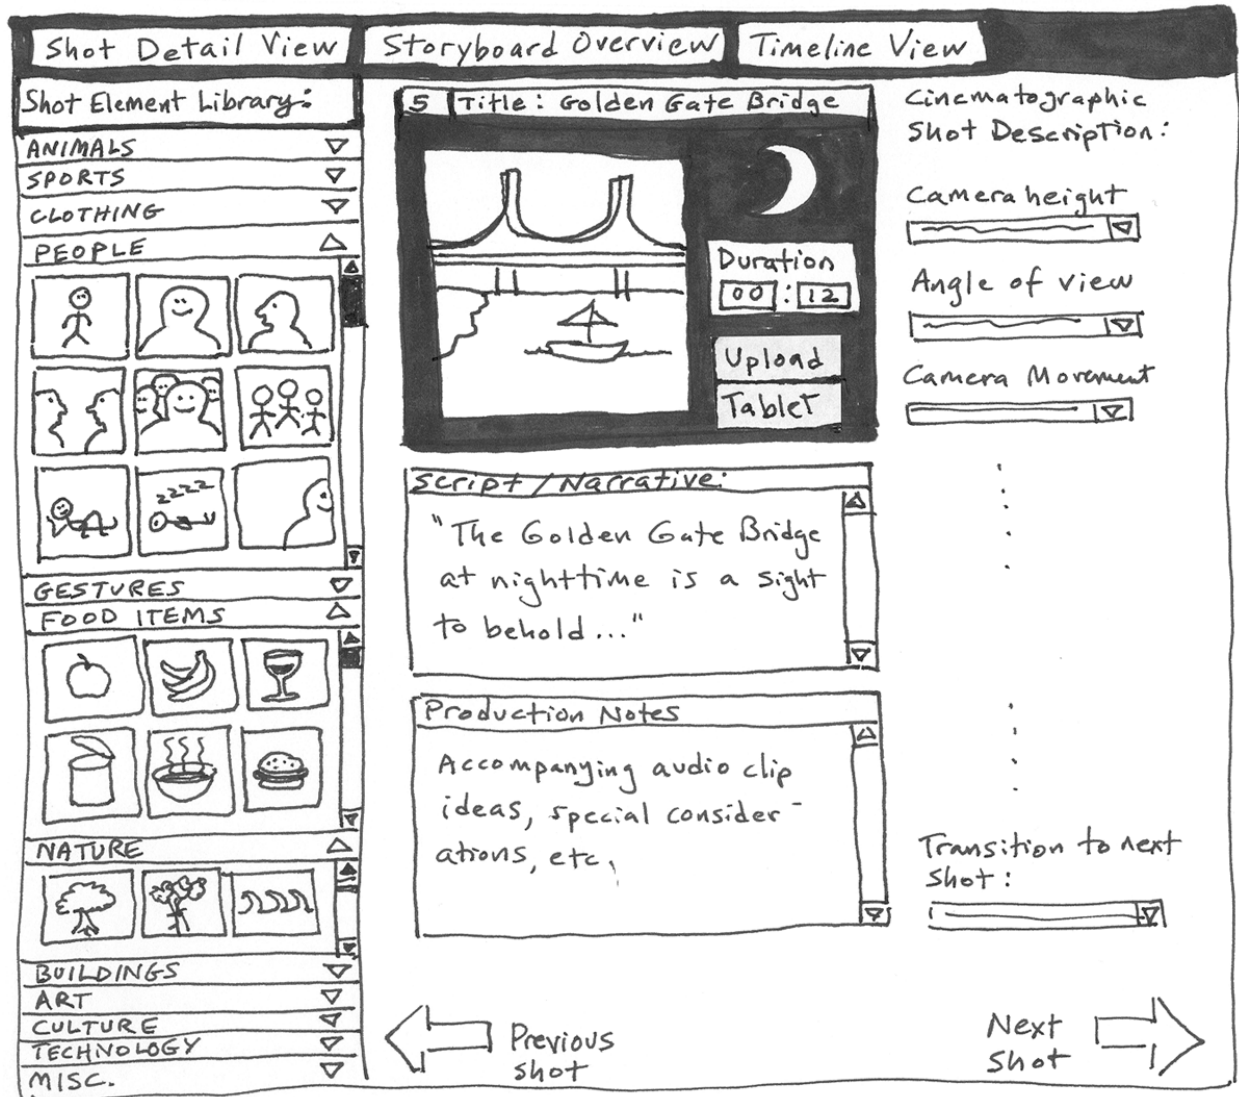 Shot Detail View
Storyboard Overview
Timeline View
Shot Element Library:
ANIMALS
SPORTS
CLOTHING
PEOPLE
zzzz
GESTURES
FOOD ITEMS
NATURE
BUILDINGS
ART
CULTURE
TECHNOLOGY
MISC.
5 Title: Golden Gate Bridge
Duration
00 : 12
Upload
Tablet
Script/Narrative:
"The Golden Gate Bridge
at nighttime is a sight
to behold..."
Production Notes
Accompanying audio clip
ideas, special consider-
ations, etc.
Previous
shot
Cinematographic
Shot Description:
Camera height
Angle of view
Camera Movement
Transition to next
shot:
Next
Shot